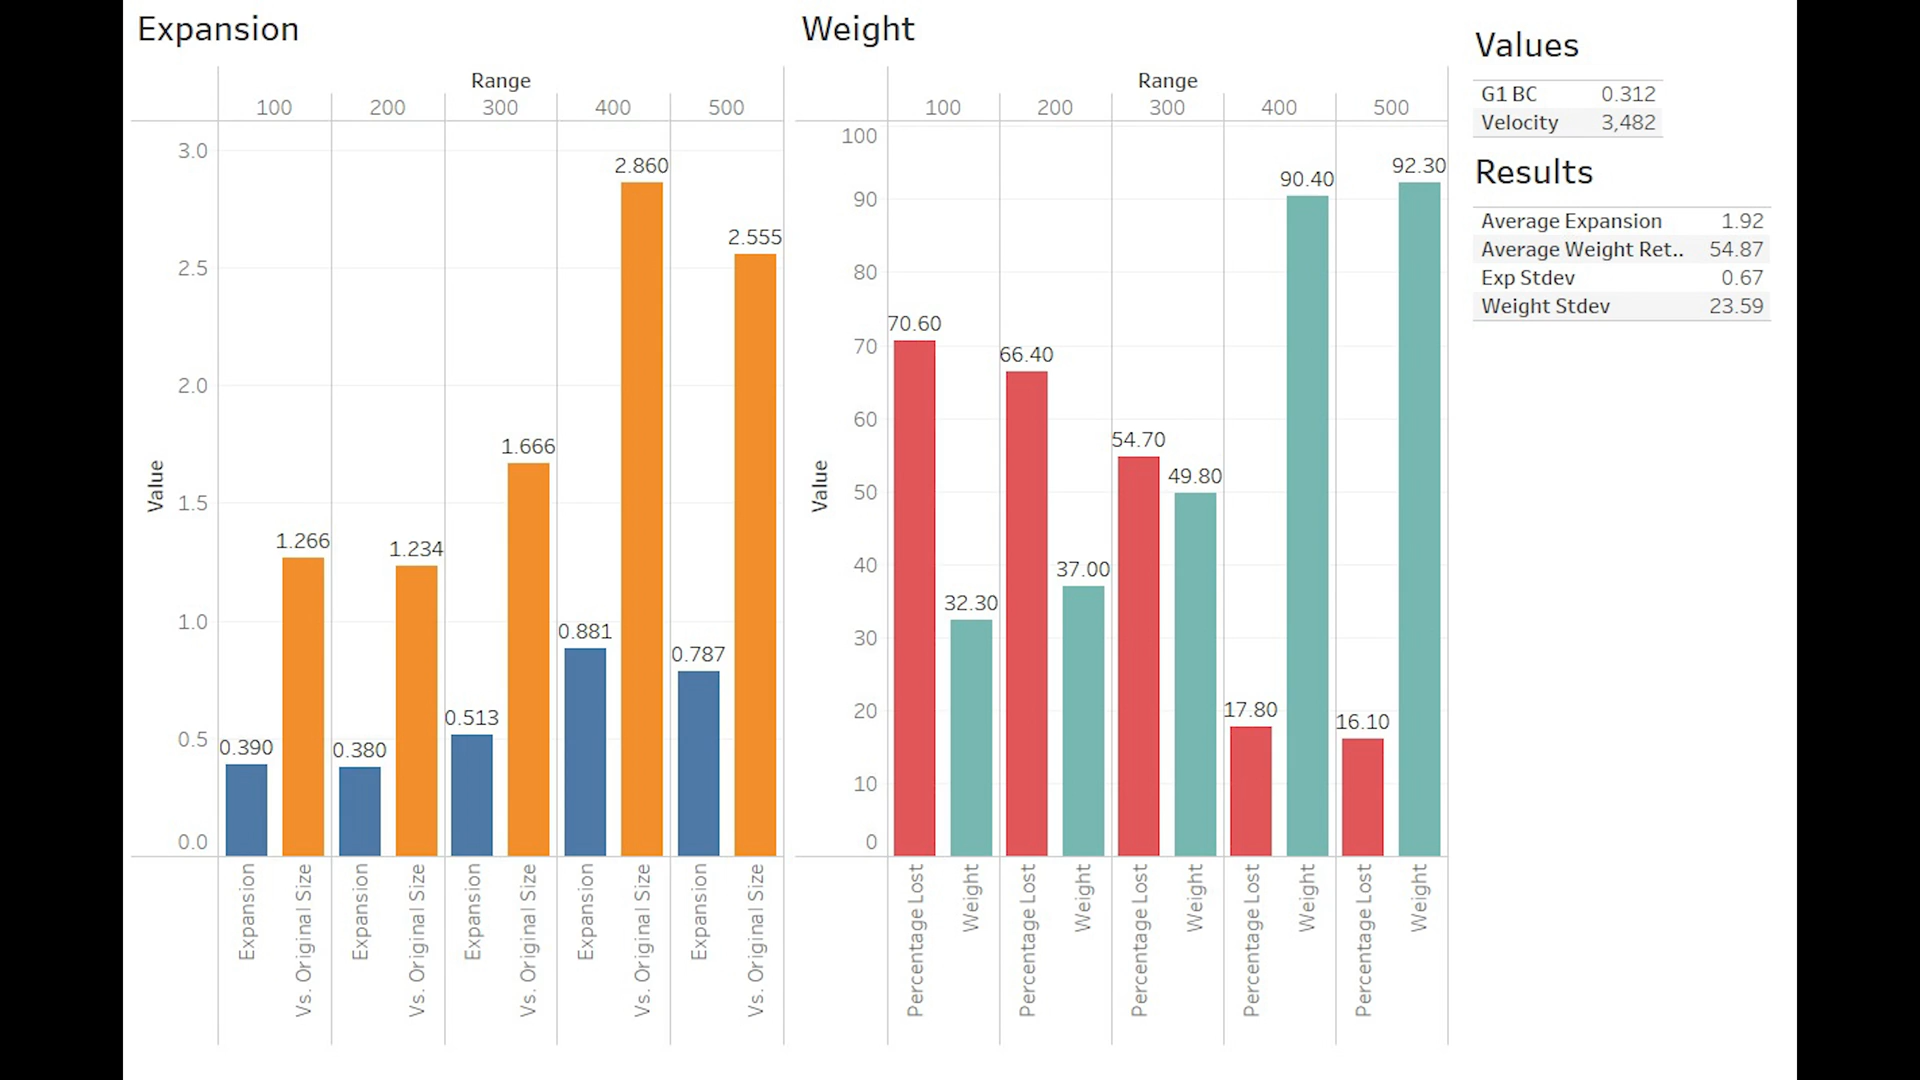 Expansion
Range
100 200 300 400 500
3.0
2.5
2.0
1.5
1.0
0.5
0.0
Value
0.390 1.266 0.380 1.234 0.513 1.666 0.881 2.860 0.787 2.555
Expansion Vs. Original Size Expansion Vs. Original Size Expansion Vs. Original Size Expansion Vs. Original Size Expansion Vs. Original Size
Weight
Range
100 200 300 400 500
100
90
80
70
60
50
40
30
20
10
0
Value
70.60 32.30 66.40 37.00 54.70 49.80 17.80 90.40 16.10 92.30
Percentage Lost Weight Percentage Lost Weight Percentage Lost Weight Percentage Lost Weight Percentage Lost Weight
Values
G1 BC 0.312
Velocity 3,482
Results
Average Expansion 1.92
Average Weight Ret.. 54.87
Exp Stdev 0.67
Weight Stdev 23.59